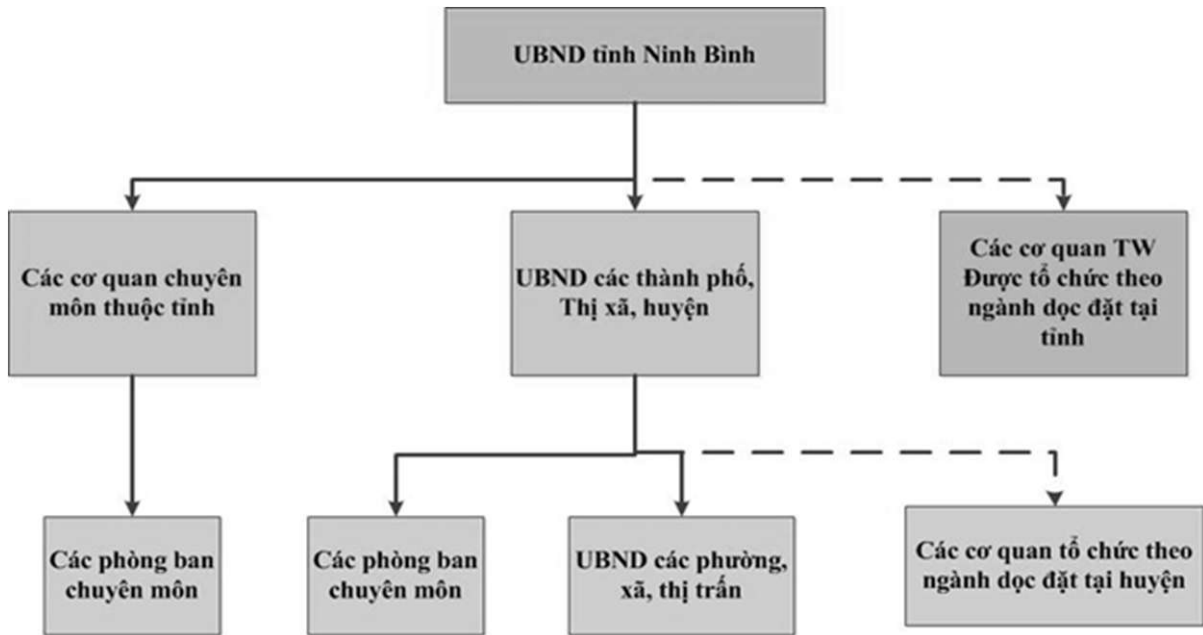 UBND tỉnh Ninh Bình
Các cơ quan chuyên
môn thuộc tỉnh
UBND các thành phố,
Thị xã, huyện
Các cơ quan TW
Được tổ chức theo
ngành dọc đặt tại
tỉnh
Các phòng ban
chuyên môn
Các phòng ban
chuyên môn
UBND các phường,
xã, thị trấn
Các cơ quan tổ chức theo
ngành dọc đặt tại huyện